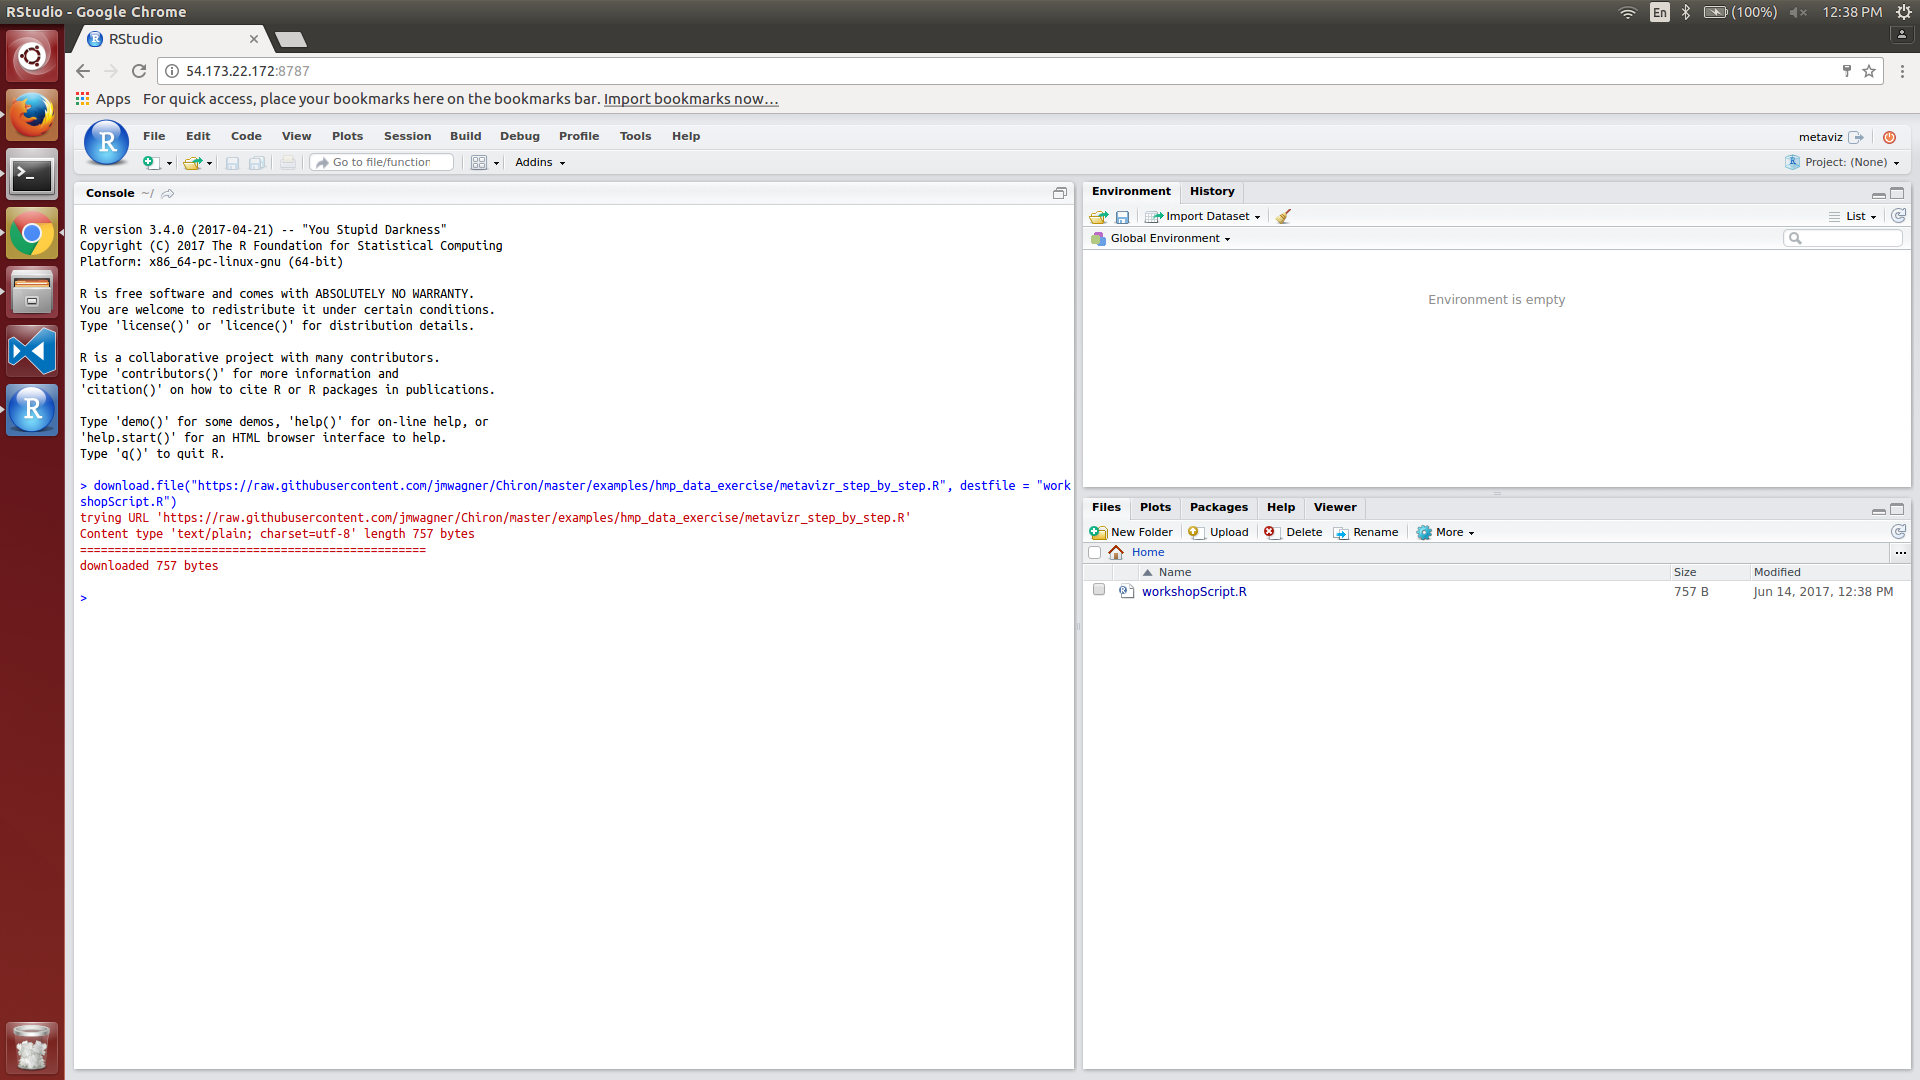 RStudio - Google Chrome
En
(100%)
12:38 PM
RStudio
54.173.22.172:8787
Apps For quick access, place your bookmarks here on the bookmarks bar. Import bookmarks now…
R
File Edit Code View Plots Session Build Debug Profile Tools Help
metaviz
Go to file/function
Addins
Project: (None)
Console ~/
R version 3.4.0 (2017-04-21) -- "You Stupid Darkness"
Copyright (C) 2017 The R Foundation for Statistical Computing
Platform: x86_64-pc-linux-gnu (64-bit)
R is free software and comes with ABSOLUTELY NO WARRANTY.
You are welcome to redistribute it under certain conditions.
Type 'license()' or 'licence()' for distribution details.
R is a collaborative project with many contributors.
Type 'contributors()' for more information and
'citation()' on how to cite R or R packages in publications.
Type 'demo()' for some demos, 'help()' for on-line help, or
'help.start()' for an HTML browser interface to help.
Type 'q()' to quit R.
> download.file("https://raw.githubusercontent.com/jmwagner/Chiron/master/examples/hmp_data_exercise/metavizr_step_by_step.R", destfile = "work
shopScript.R")
trying URL 'https://raw.githubusercontent.com/jmwagner/Chiron/master/examples/hmp_data_exercise/metavizr_step_by_step.R'
Content type 'text/plain; charset=utf-8' length 757 bytes
==================================================
downloaded 757 bytes
>
Environment History
Import Dataset
List
Global Environment
Environment is empty
Files Plots Packages Help Viewer
New Folder Upload Delete Rename More
Home
...
Name Size Modified
workshopScript.R 757 B Jun 14, 2017, 12:38 PM
R